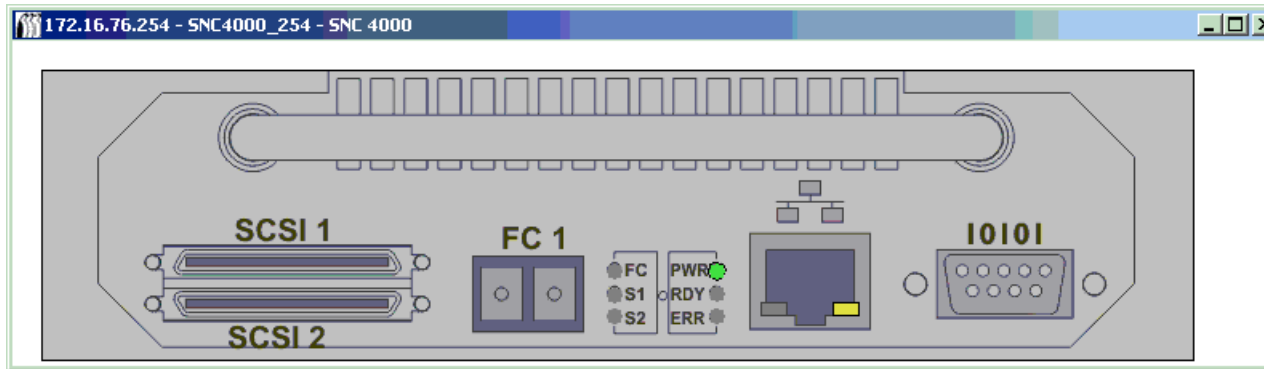 172.16.76.254 - SNC4000_254 - SNC 4000
SCSI 1
FC 1
IOIOI
FC PWR
S1 RDY
S2 ERR
SCSI 2